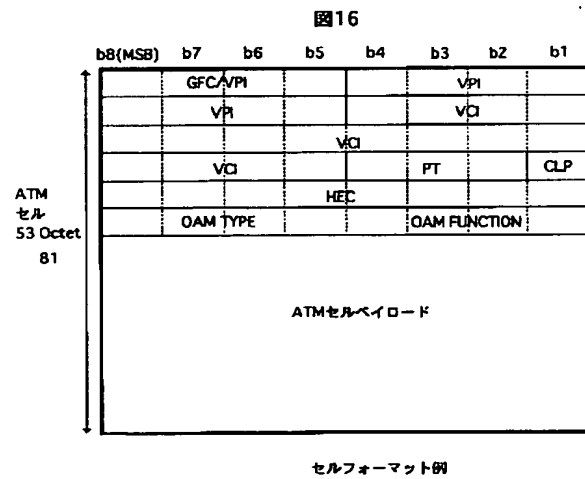 図16
b8(MSB) b7 b6 b5 b4 b3 b2 b1
GFC/VPI VPI
VPI VCI
VCI
VCI PT CLP
HEC
OAM TYPE OAM FUNCTION
ATM
セル
53 Octet
81
ATMセルペイロード
セルフォーマット例